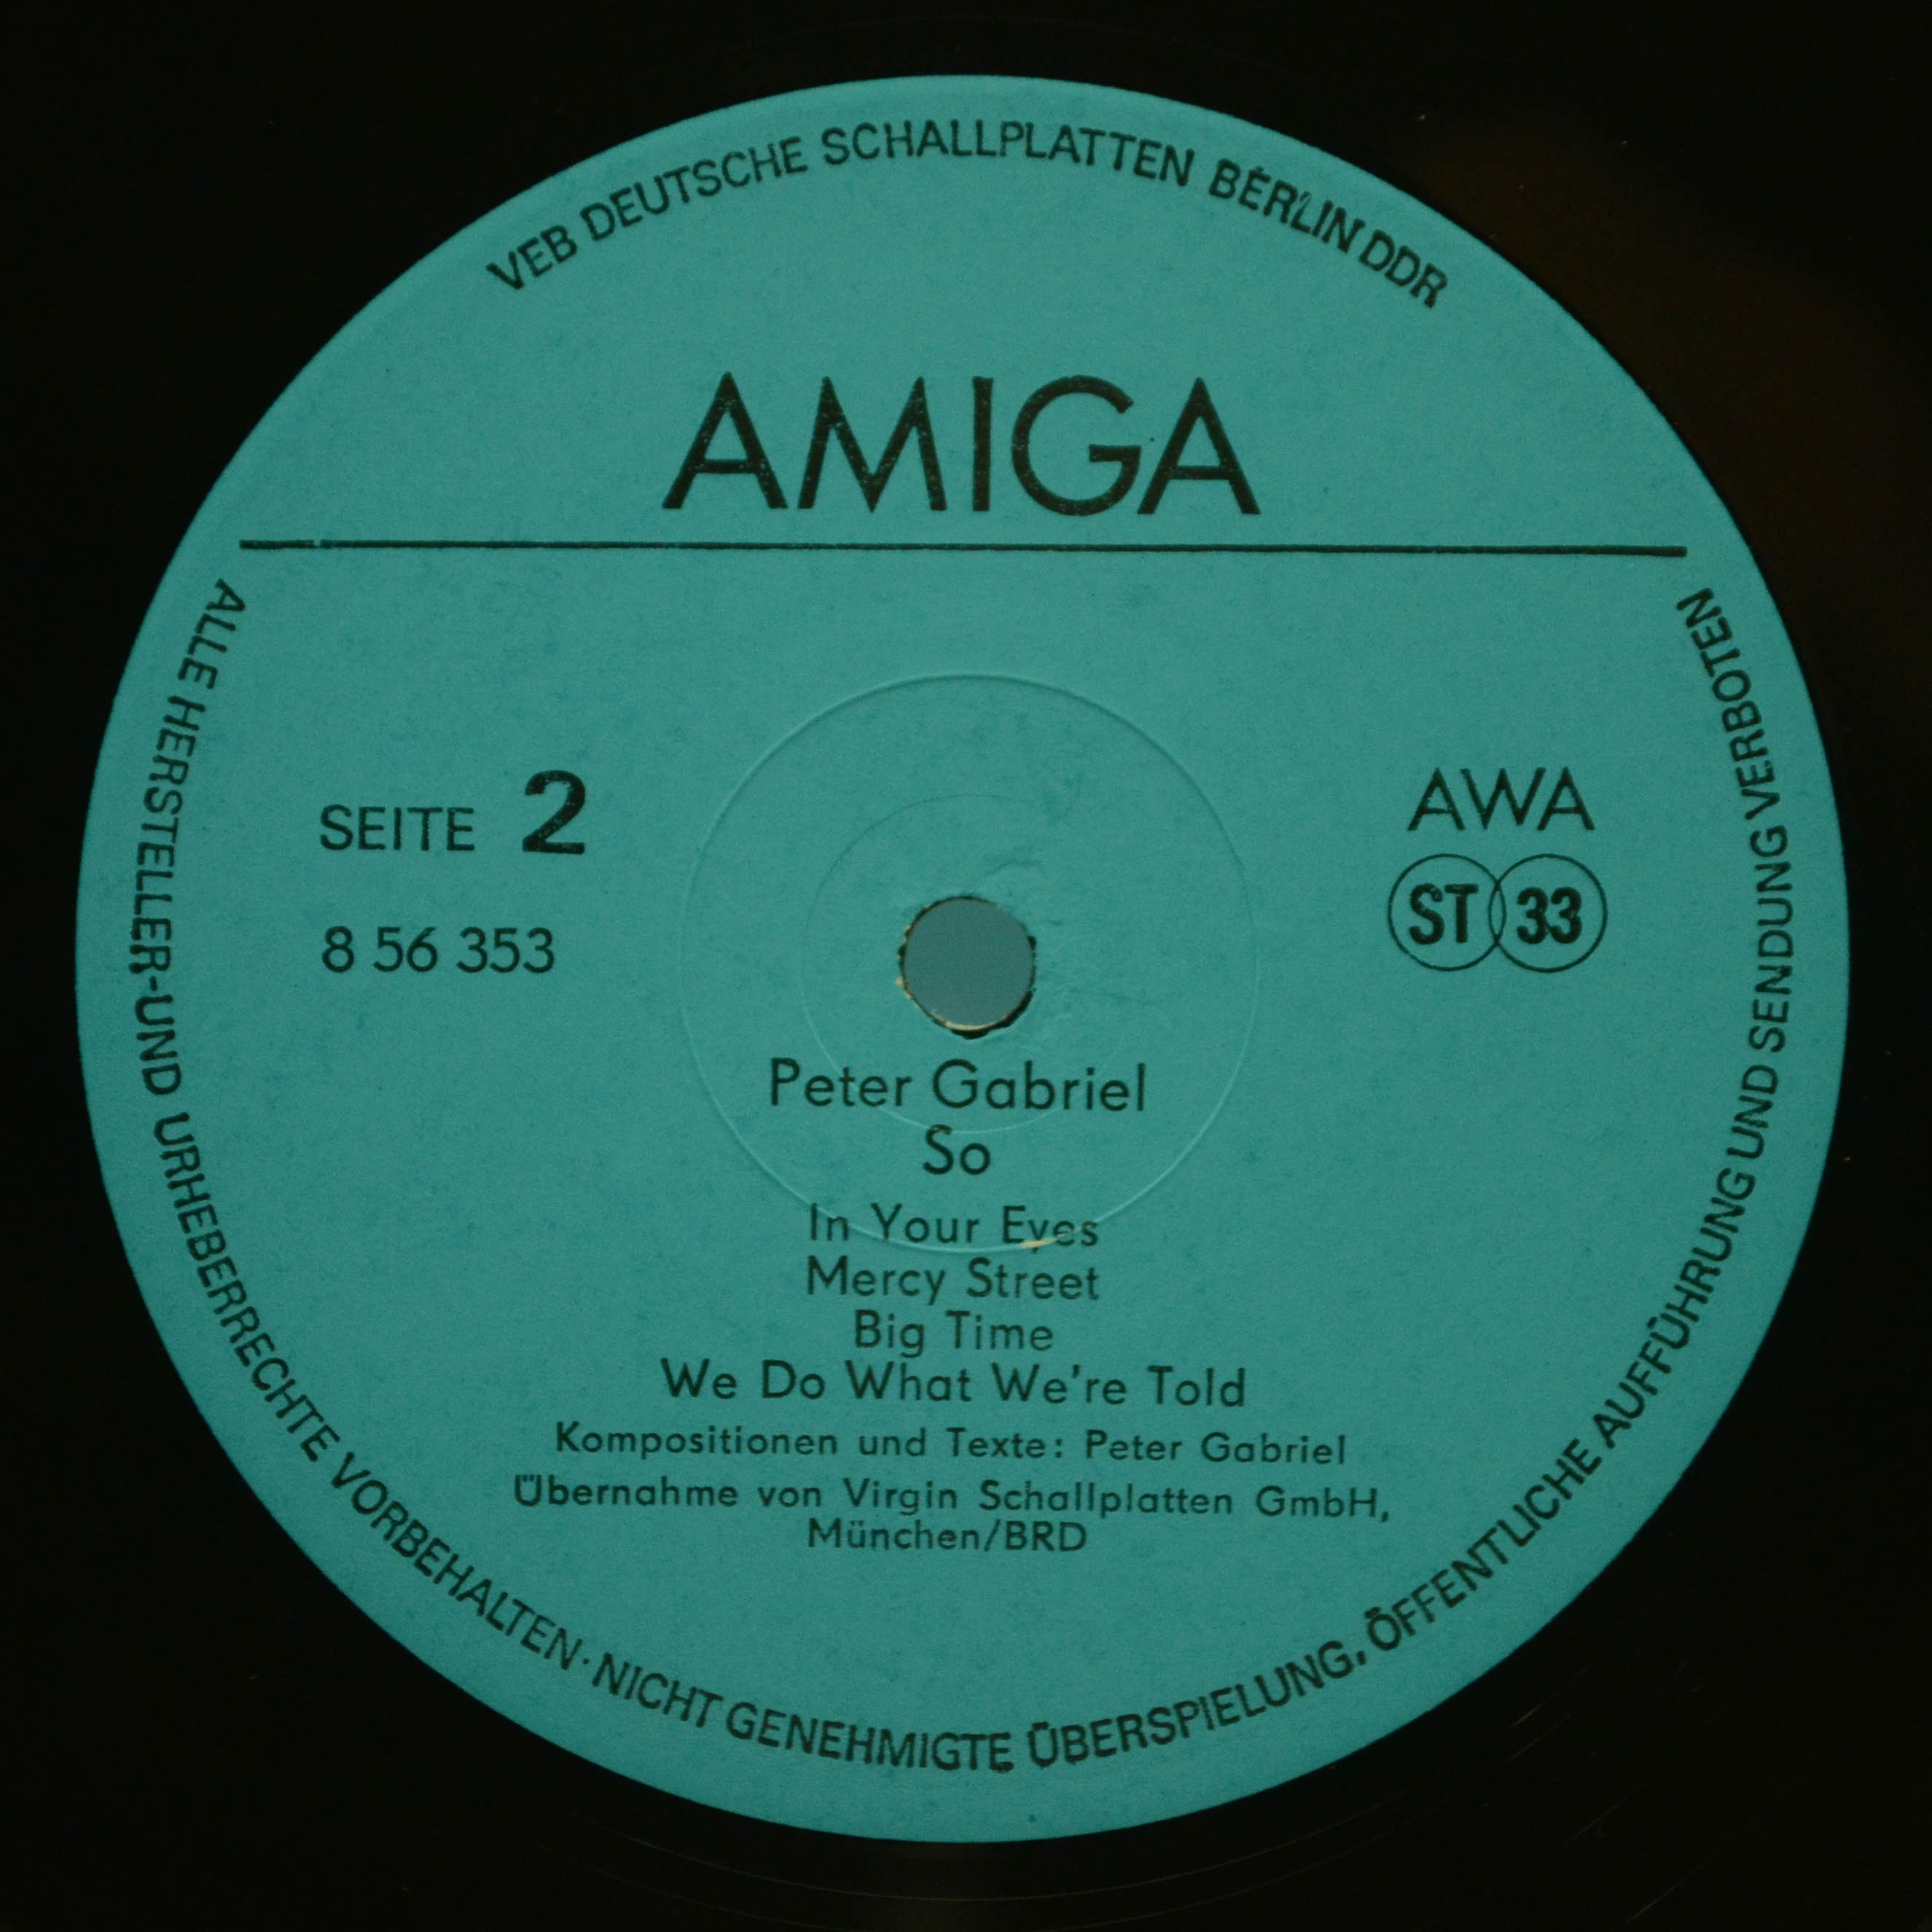 VEB DEUTSCHE SCHALLPLATTEN BERLIN DDR
AMIGA
SEITE 2
8 56 353
AWA
ST 33
Peter Gabriel
So
In Your Eyes
Mercy Street
Big Time
We Do What We're Told
Kompositionen und Texte: Peter Gabriel
Übernahme von Virgin Schallplatten GmbH,
München/BRD
ALLE HERSTELLER-UND URHEBERRECHTE VORBEHALTEN · NICHT GENEHMIGTE ÜBERSPIELUNG, ÖFFENTLICHE AUFFÜHRUNG UND SENDUNG VERBOTEN